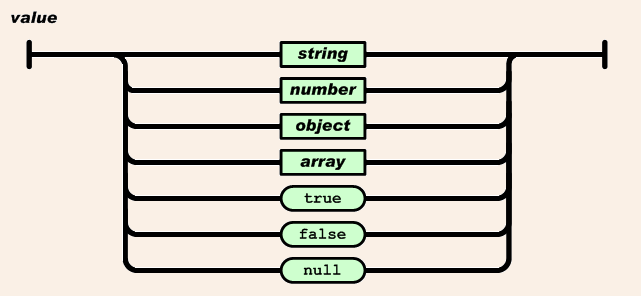 value
string
number
object
array
true
false
null